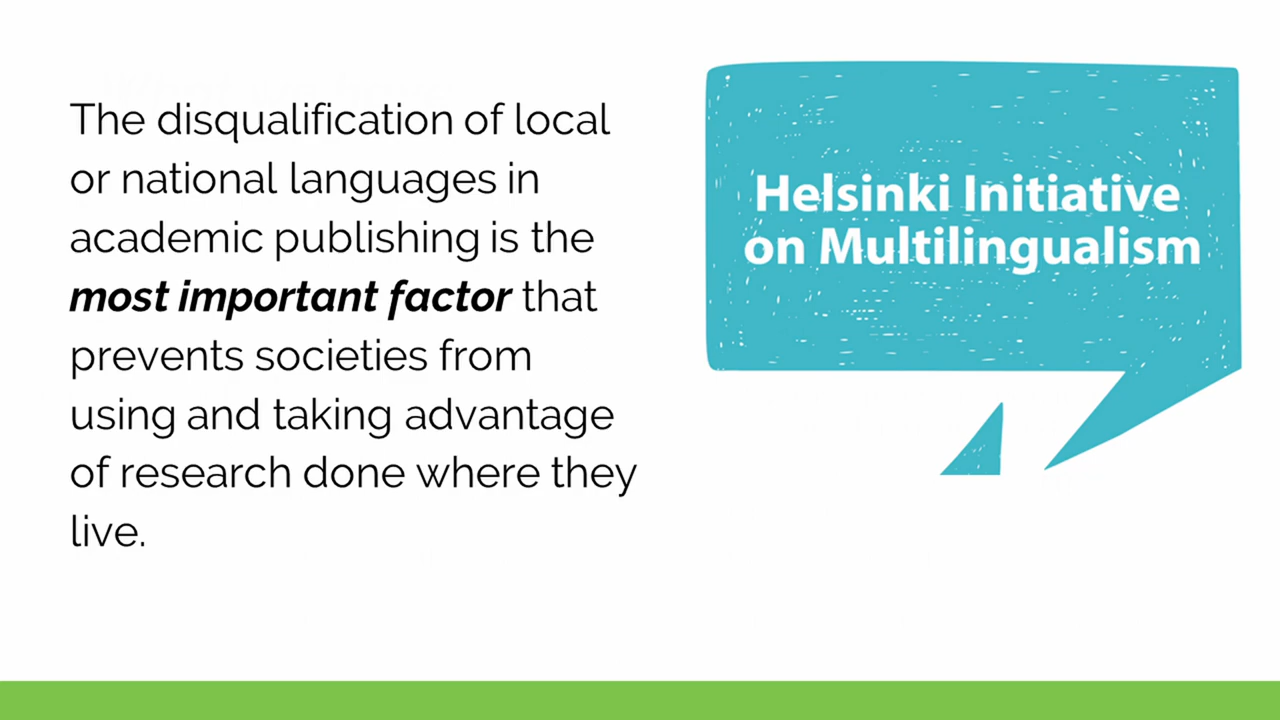 The disqualification of local
or national languages in
academic publishing is the
most important factor that
prevents societies from
using and taking advantage
of research done where they
live.
Helsinki Initiative
on Multilingualism